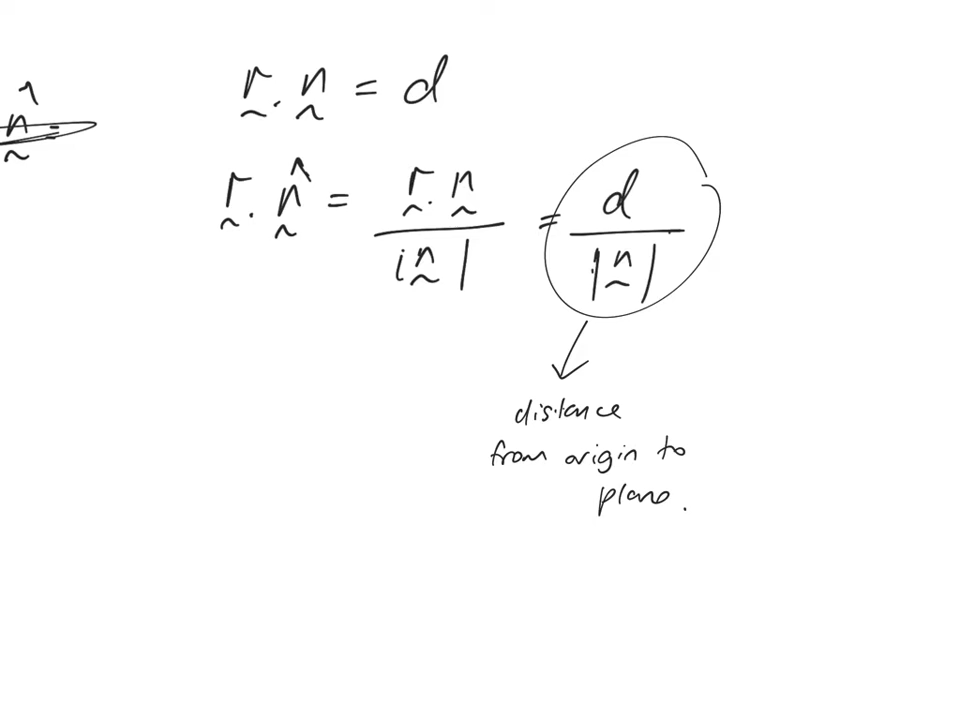 r̰ . ṵ̂ =
r̰ . n̰ = d
r̰ . n̰̂ = r̰ . n̰ / |n̰| = d / |n̰|
distance
from origin to
plane.